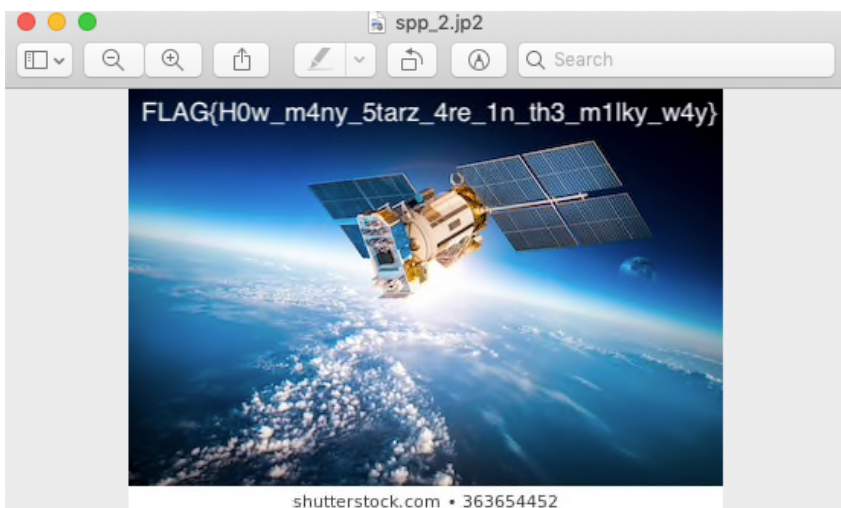 spp_2.jp2
Search
FLAG{H0w_m4ny_5tarz_4re_1n_th3_m1lky_w4y}
shutterstock.com • 363654452